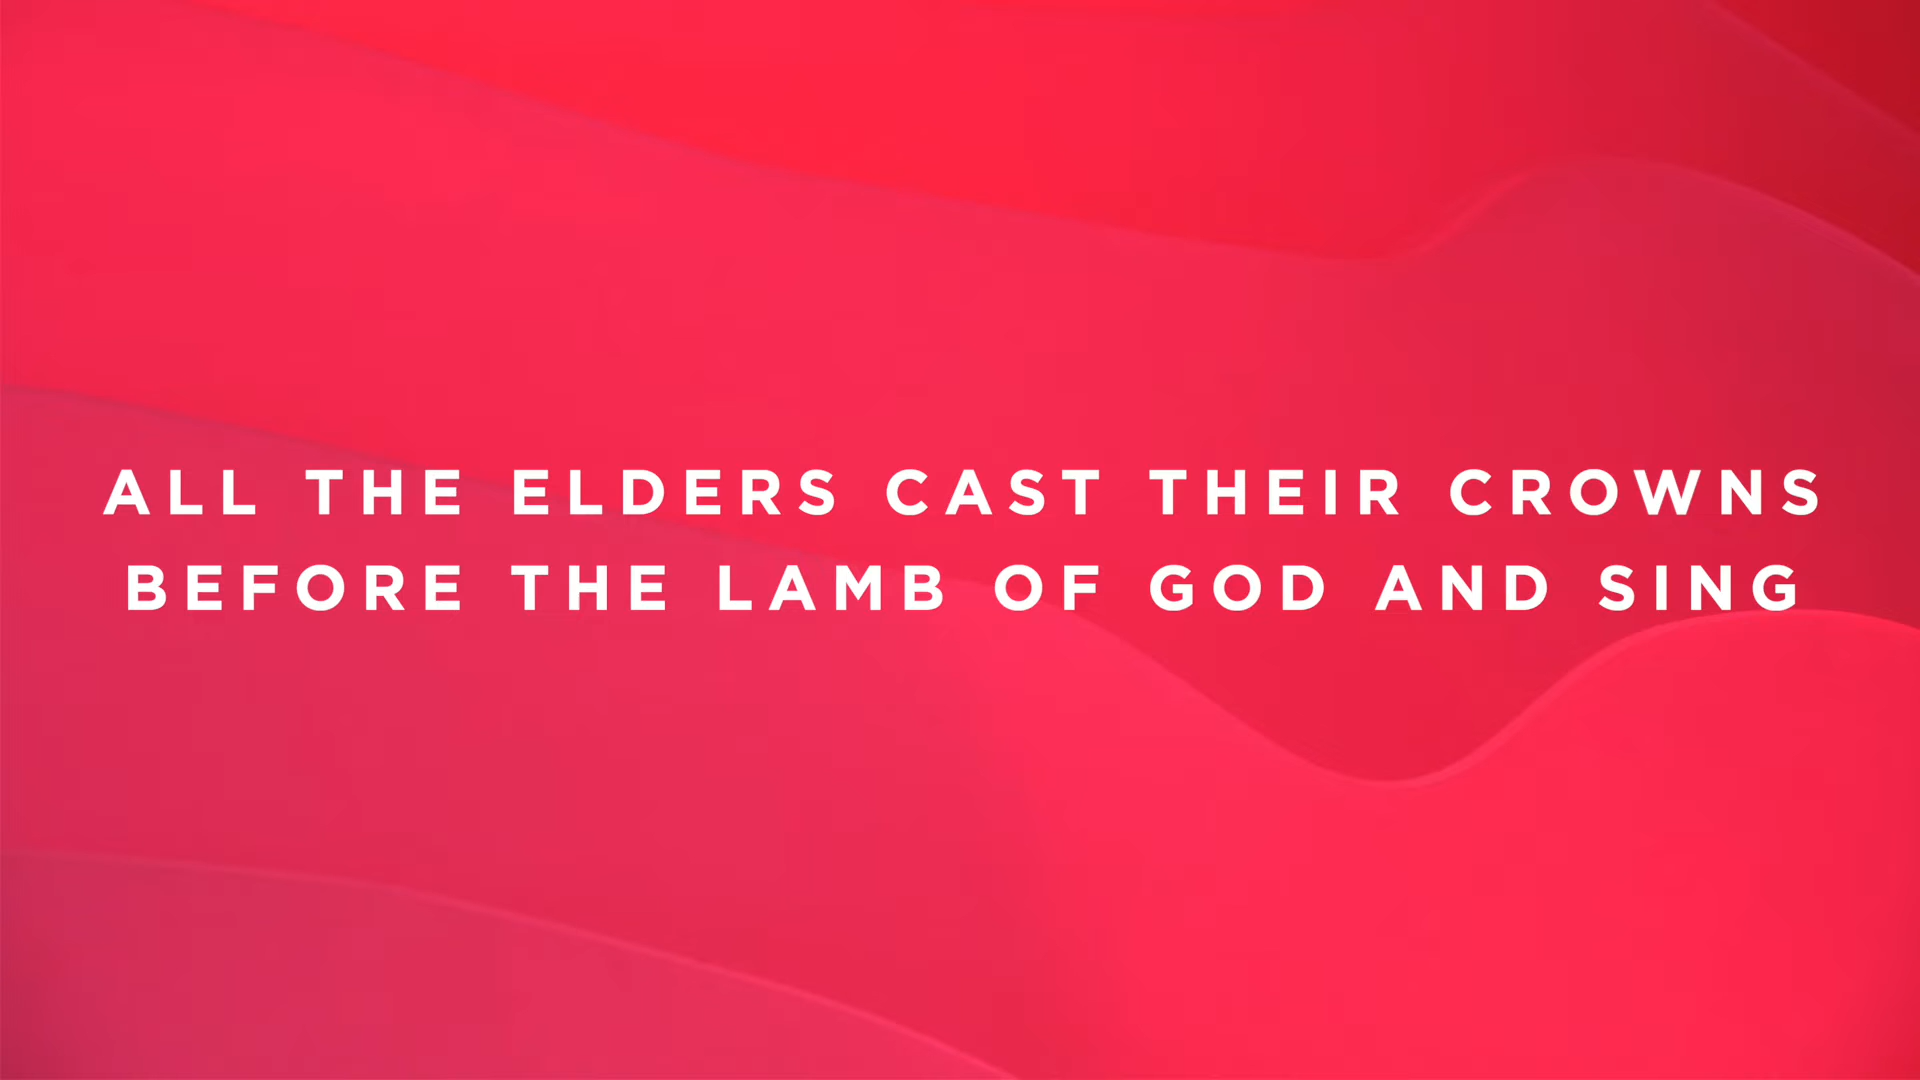 ALL THE ELDERS CAST THEIR CROWNS
BEFORE THE LAMB OF GOD AND SING